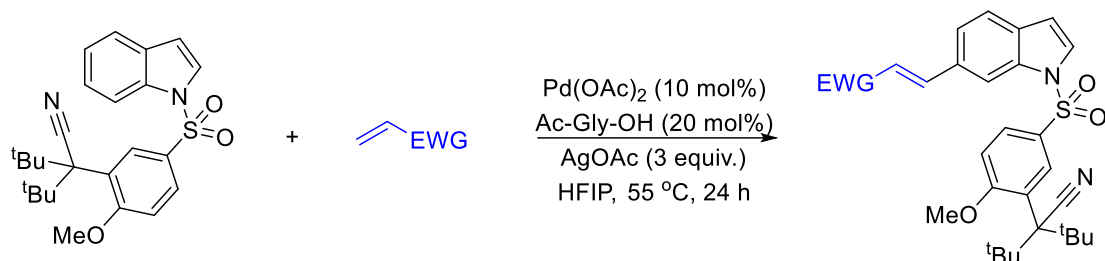 N
N
S
O
O
tBu
tBu
MeO
+
EWG
Pd(OAc)2 (10 mol%)
Ac-Gly-OH (20 mol%)
AgOAc (3 equiv.)
HFIP, 55 oC, 24 h
EWG
N
O
S
O
N
MeO
tBu
tBu